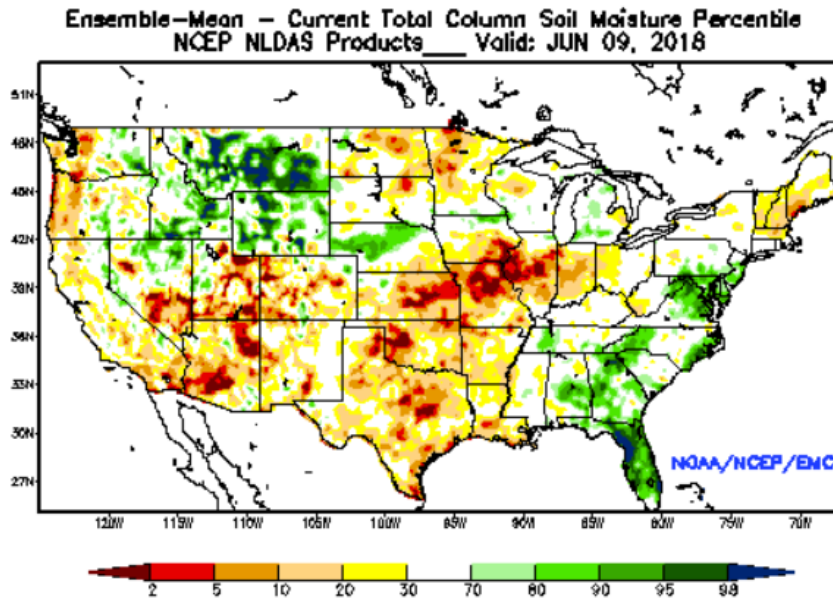 Ensemble-Mean - Current Total Column Soil Moisture Percentile
NCEP NLDAS Products___ Valid: JUN 09, 2018
51N
48N
45N
42N
39N
36N
33N
30N
27N
NOAA/NCEP/EMC
120W 115W 110W 105W 100W 95W 90W 85W 80W 75W 70W
2 5 10 20 30 70 80 90 95 98